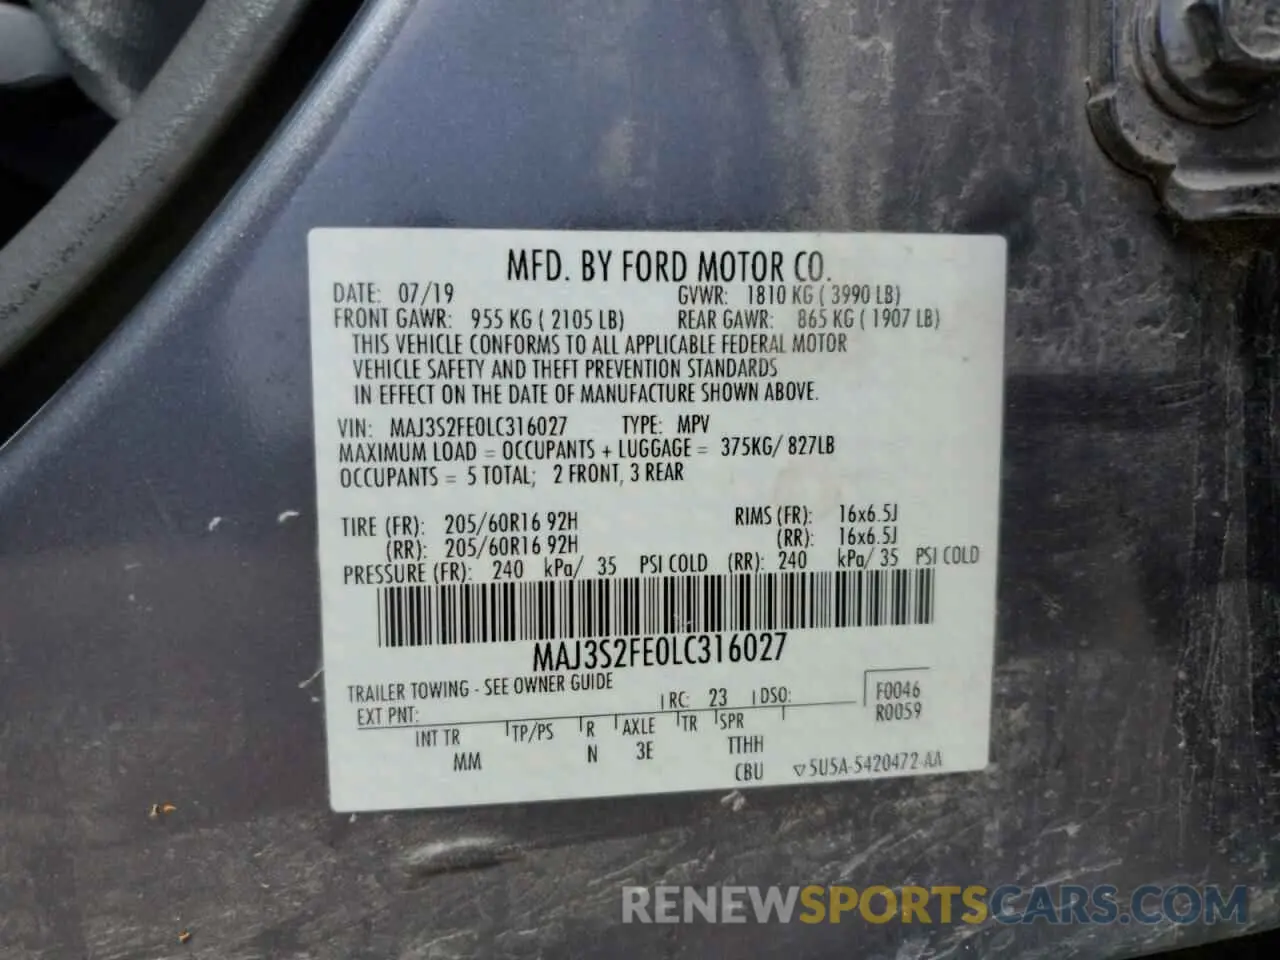 MFD. BY FORD MOTOR CO.
DATE: 07/19 GVWR: 1810 KG ( 3990 LB)
FRONT GAWR: 955 KG ( 2105 LB) REAR GAWR: 865 KG ( 1907 LB)
THIS VEHICLE CONFORMS TO ALL APPLICABLE FEDERAL MOTOR
VEHICLE SAFETY AND THEFT PREVENTION STANDARDS
IN EFFECT ON THE DATE OF MANUFACTURE SHOWN ABOVE.
VIN: MAJ3S2FE0LC316027 TYPE: MPV
MAXIMUM LOAD = OCCUPANTS + LUGGAGE = 375KG/ 827LB
OCCUPANTS = 5 TOTAL; 2 FRONT, 3 REAR
TIRE (FR): 205/60R16 92H RIMS (FR): 16x6.5J
(RR): 205/60R16 92H (RR): 16x6.5J
PRESSURE (FR): 240 kPa/ 35 PSI COLD (RR): 240 kPa/ 35 PSI COLD
MAJ3S2FE0LC316027
TRAILER TOWING - SEE OWNER GUIDE
EXT PNT: RC: 23 DSO: F0046
R0059
INT TR TP/PS R AXLE TR SPR
MM N 3E TTHH
CBU ▽5U5A-5420472-AA
RENEWSPORTSCARS.COM